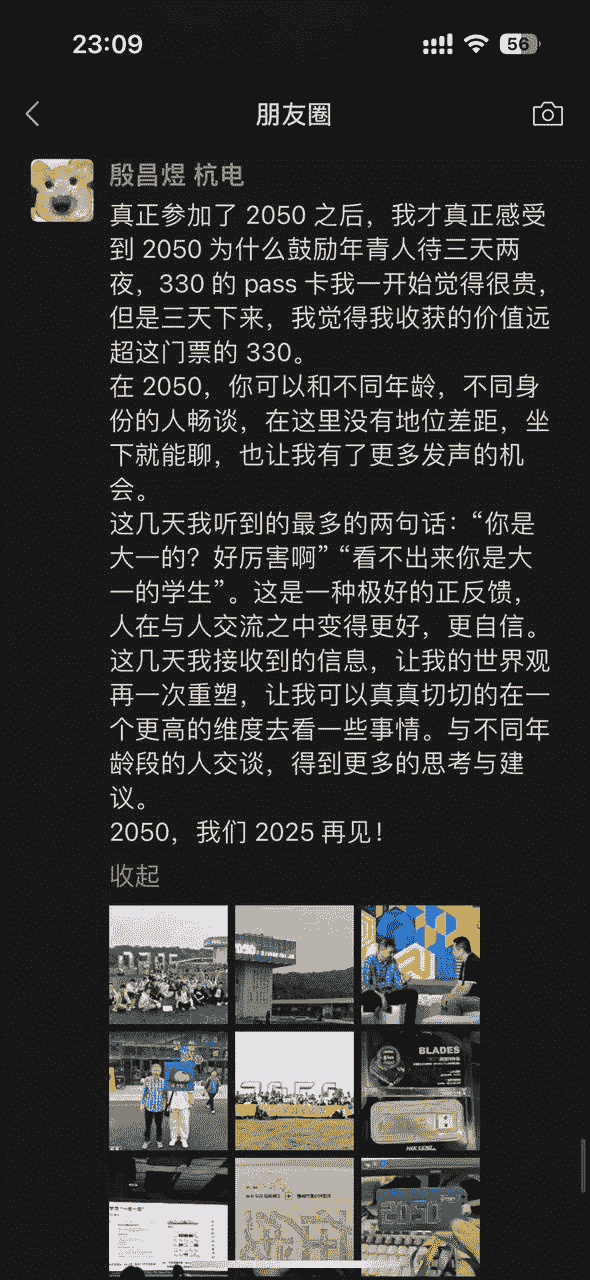 23:09
56
朋友圈
殷昌煜 杭电
真正参加了 2050 之后，我才真正感受
到 2050 为什么鼓励年青人待三天两
夜，330 的 pass 卡我一开始觉得很贵，
但是三天下来，我觉得我收获的价值远
超这门票的 330。
在 2050，你可以和不同年龄，不同身
份的人畅谈，在这里没有地位差距，坐
下就能聊，也让我有了更多发声的机
会。
这几天我听到的最多的两句话：“你是
大一的？好厉害啊” “看不出来你是大
一的学生”。这是一种极好的正反馈，
人在与人交流之中变得更好，更自信。
这几天我接收到的信息，让我的世界观
再一次重塑，让我可以真真切切的在一
个更高的维度去看一些事情。与不同年
龄段的人交谈，得到更多的思考与建
议。
2050，我们 2025 再见！
收起
2050
BLADES
2050